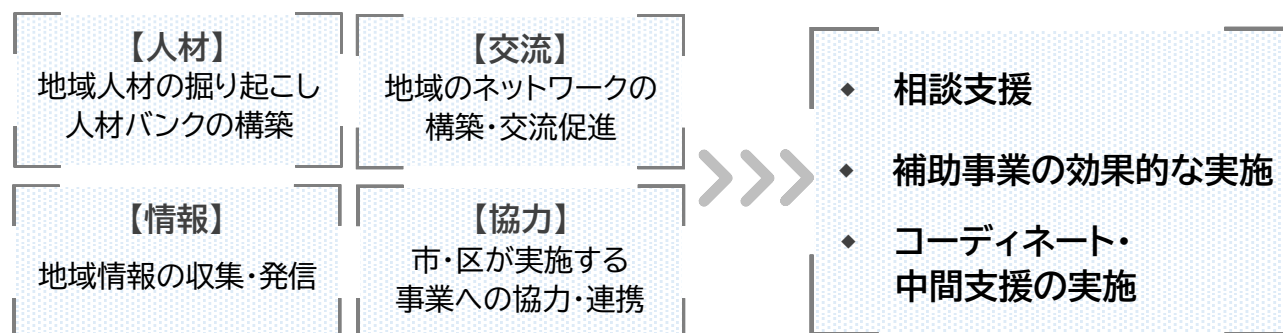 【人材】
地域人材の掘り起こし
人材バンクの構築
【交流】
地域のネットワークの
構築・交流促進
【情報】
地域情報の収集・発信
【協力】
市・区が実施する
事業への協力・連携
◆ 相談支援
◆ 補助事業の効果的な実施
◆ コーディネート・
中間支援の実施